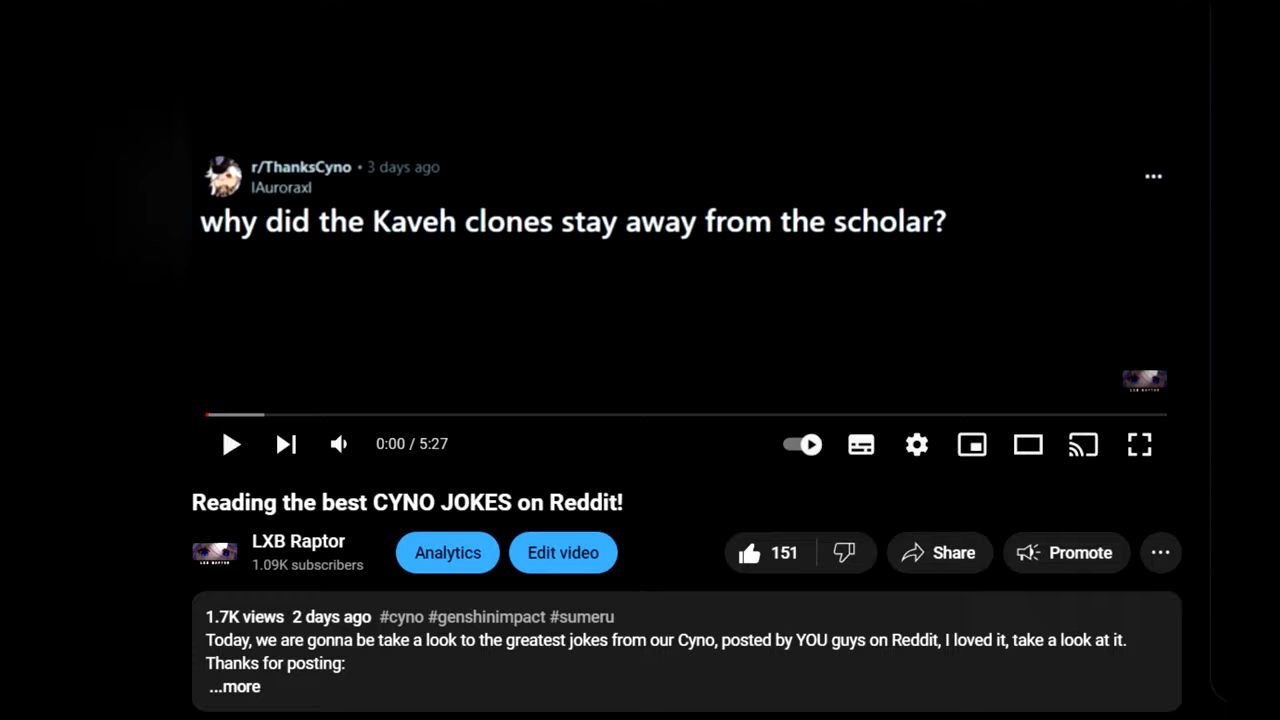 r/ThanksCyno • 3 days ago
lAuroraxl
why did the Kaveh clones stay away from the scholar?
LXB RAPTOR
0:00 / 5:27
Reading the best CYNO JOKES on Reddit!
LXB Raptor
1.09K subscribers
Analytics
Edit video
151
Share
Promote
1.7K views 2 days ago #cyno #genshinimpact #sumeru
Today, we are gonna be take a look to the greatest jokes from our Cyno, posted by YOU guys on Reddit, I loved it, take a look at it.
Thanks for posting:
...more